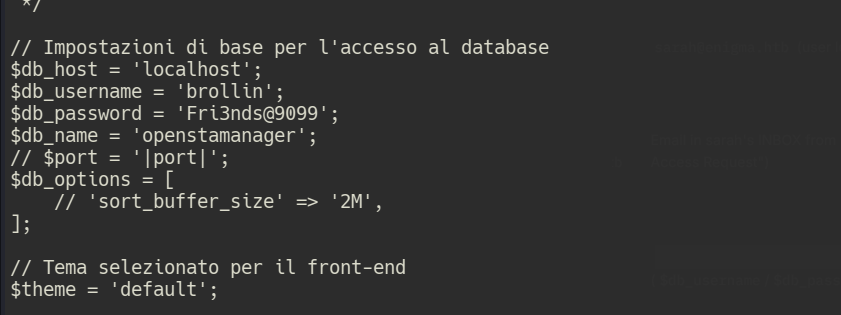 */
// Impostazioni di base per l'accesso al database
$db_host = 'localhost';
$db_username = 'brollin';
$db_password = 'Fri3nds@9099';
$db_name = 'openstamanager';
// $port = '|port|';
$db_options = [
    // 'sort_buffer_size' => '2M',
];
// Tema selezionato per il front-end
$theme = 'default';